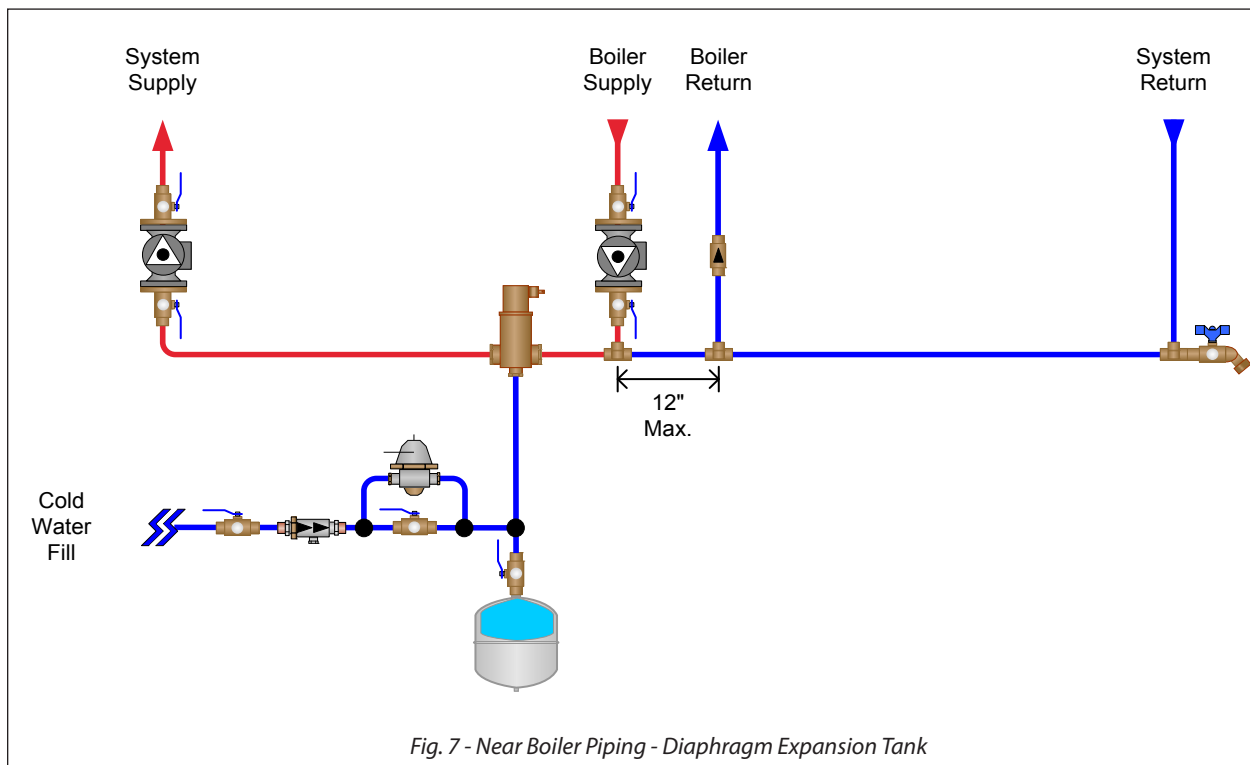 System
Supply
Boiler
Supply
Boiler
Return
System
Return
12"
Max.
Cold
Water
Fill
Fig. 7 - Near Boiler Piping - Diaphragm Expansion Tank